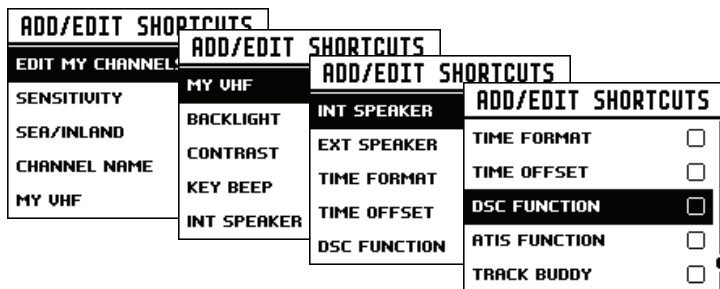 ADD/EDIT SHORTCUTS
EDIT MY CHANNELS
SENSITIVITY
SEA/INLAND
CHANNEL NAME
MY VHF
ADD/EDIT SHORTCUTS
MY VHF
BACKLIGHT
CONTRAST
KEY BEEP
INT SPEAKER
ADD/EDIT SHORTCUTS
INT SPEAKER
EXT SPEAKER
TIME FORMAT
TIME OFFSET
DSC FUNCTION
ADD/EDIT SHORTCUTS
TIME FORMAT
TIME OFFSET
DSC FUNCTION
ATIS FUNCTION
TRACK BUDDY